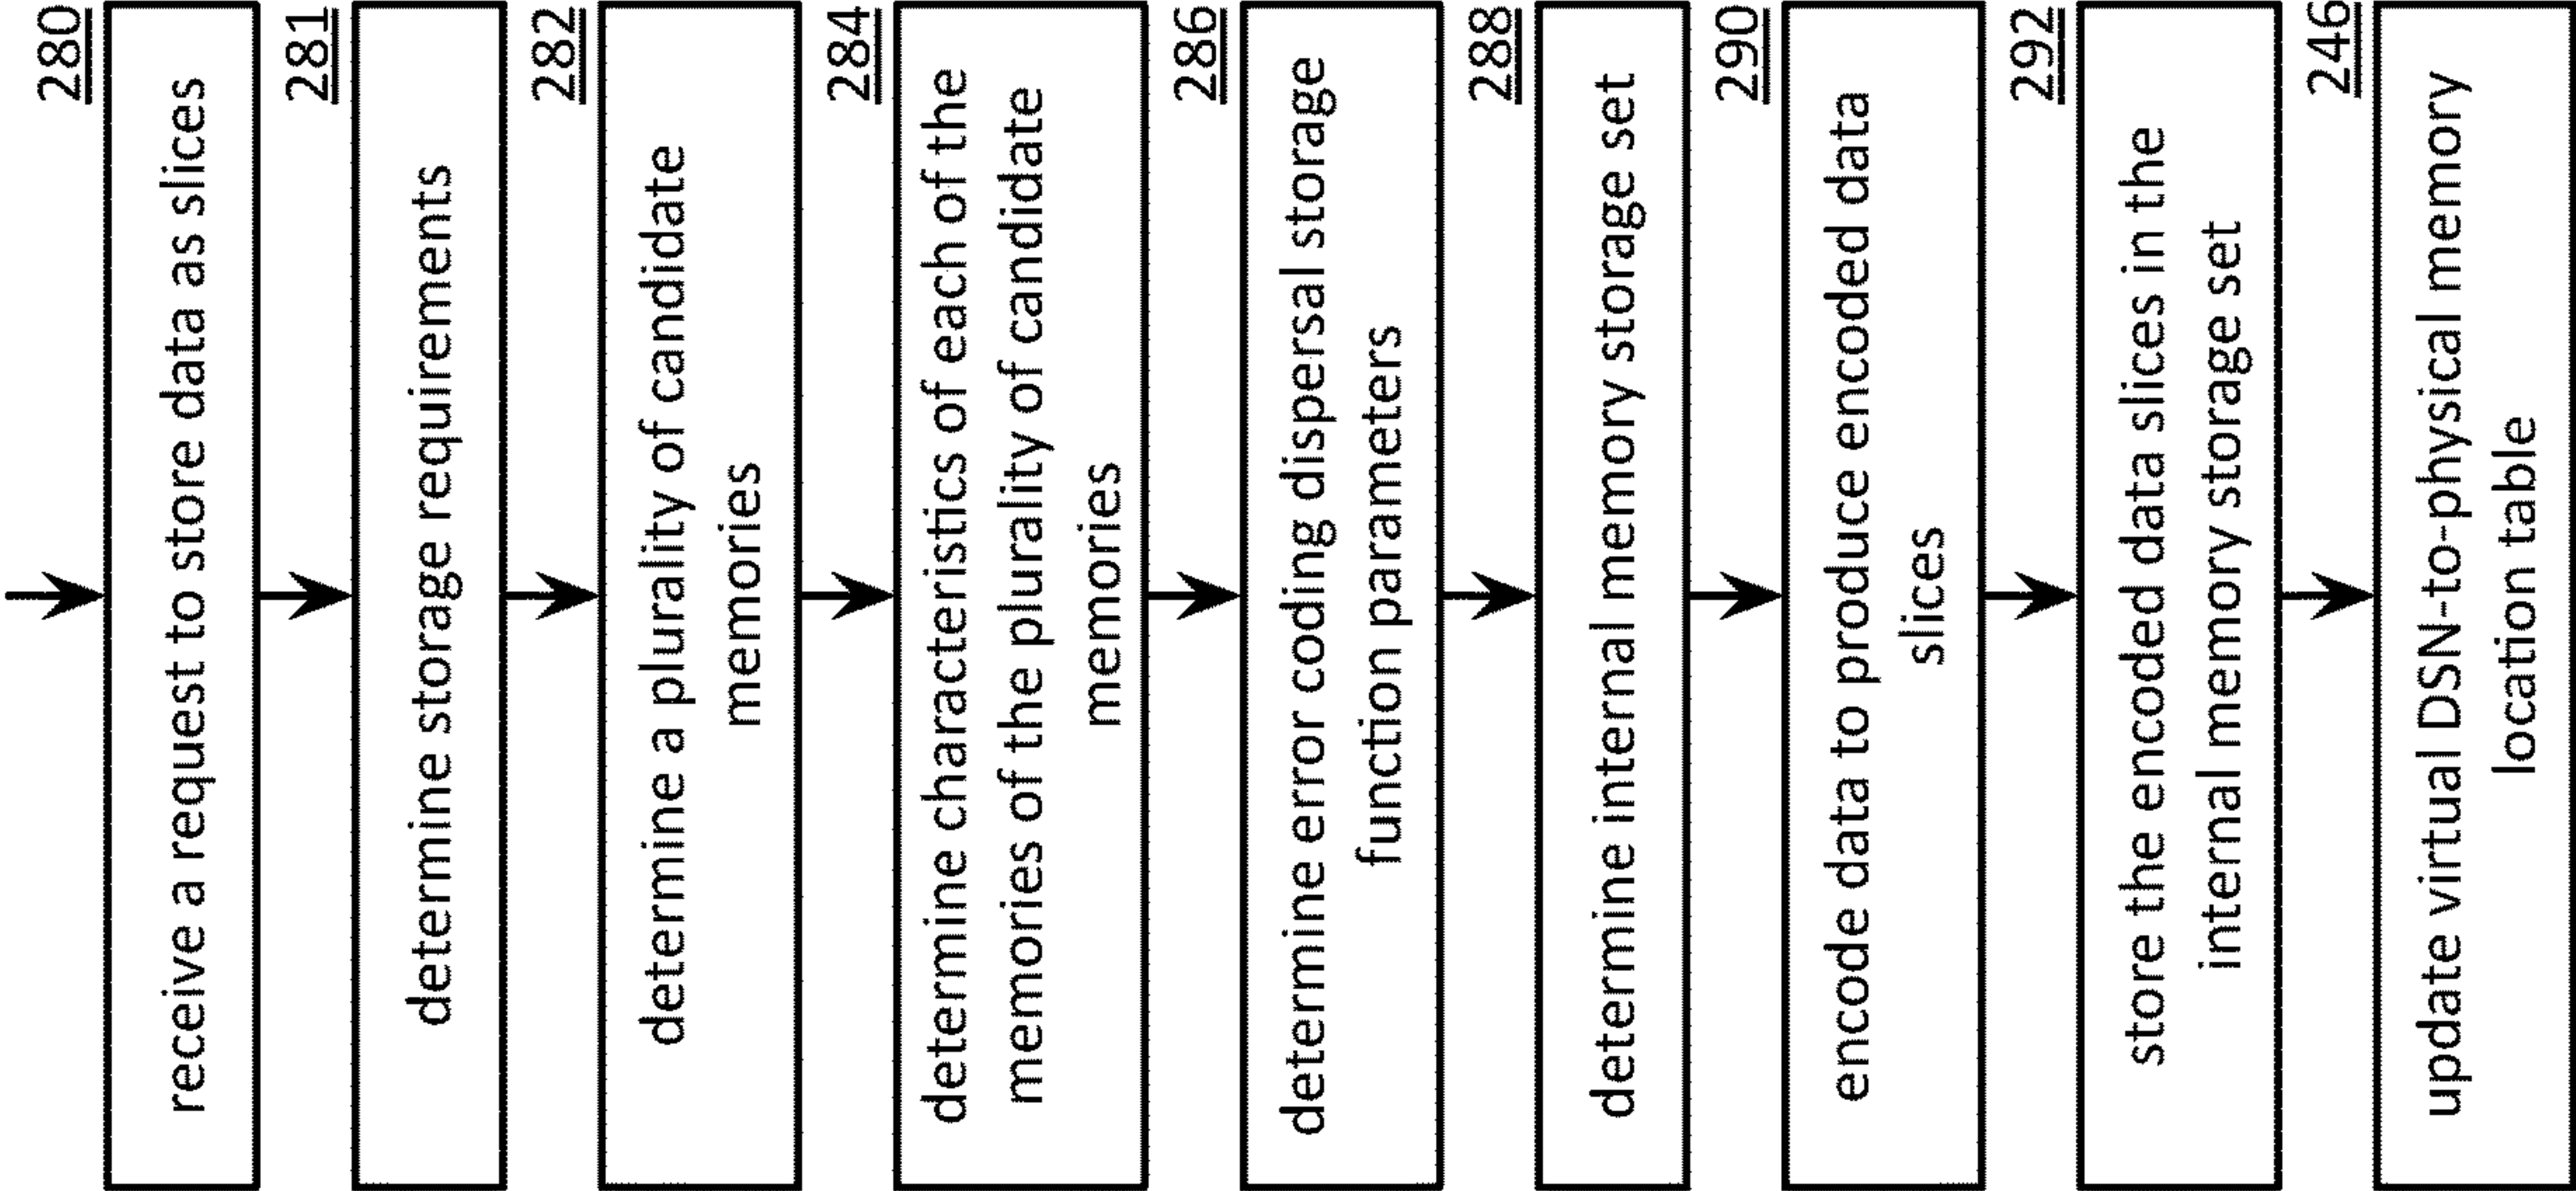 280
receive a request to store data as slices
281
determine storage requirements
282
determine a plurality of candidate
memories
284
determine characteristics of each of the
memories of the plurality of candidate
memories
286
determine error coding dispersal storage
function parameters
288
determine internal memory storage set
290
encode data to produce encoded data
slices
292
store the encoded data slices in the
internal memory storage set
246
update virtual DSN-to-physical memory
location table